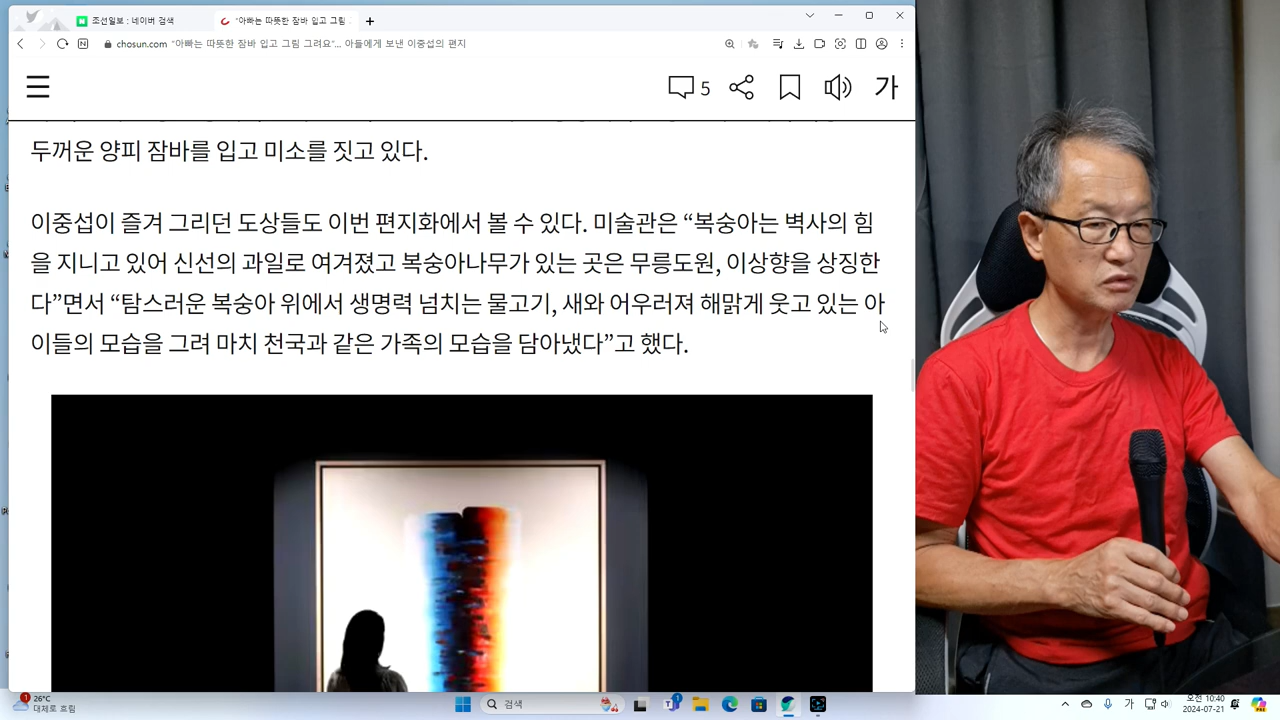 조선일보 : 네이버 검색
"아빠는 따뜻한 잠바 입고 그림
chosun.com "아빠는 따뜻한 잠바 입고 그림 그려요"... 아들에게 보낸 이중섭의 편지
5
가
두꺼운 양피 잠바를 입고 미소를 짓고 있다.
이중섭이 즐겨 그리던 도상들도 이번 편지화에서 볼 수 있다. 미술관은 “복숭아는 벽사의 힘
을 지니고 있어 신선의 과일로 여겨졌고 복숭아나무가 있는 곳은 무릉도원, 이상향을 상징한
다”면서 “탐스러운 복숭아 위에서 생명력 넘치는 물고기, 새와 어우러져 해맑게 웃고 있는 아
이들의 모습을 그려 마치 천국과 같은 가족의 모습을 담아냈다”고 했다.
1
26°C
대체로 흐림
검색
1
가
오전 10:40
2024-07-21